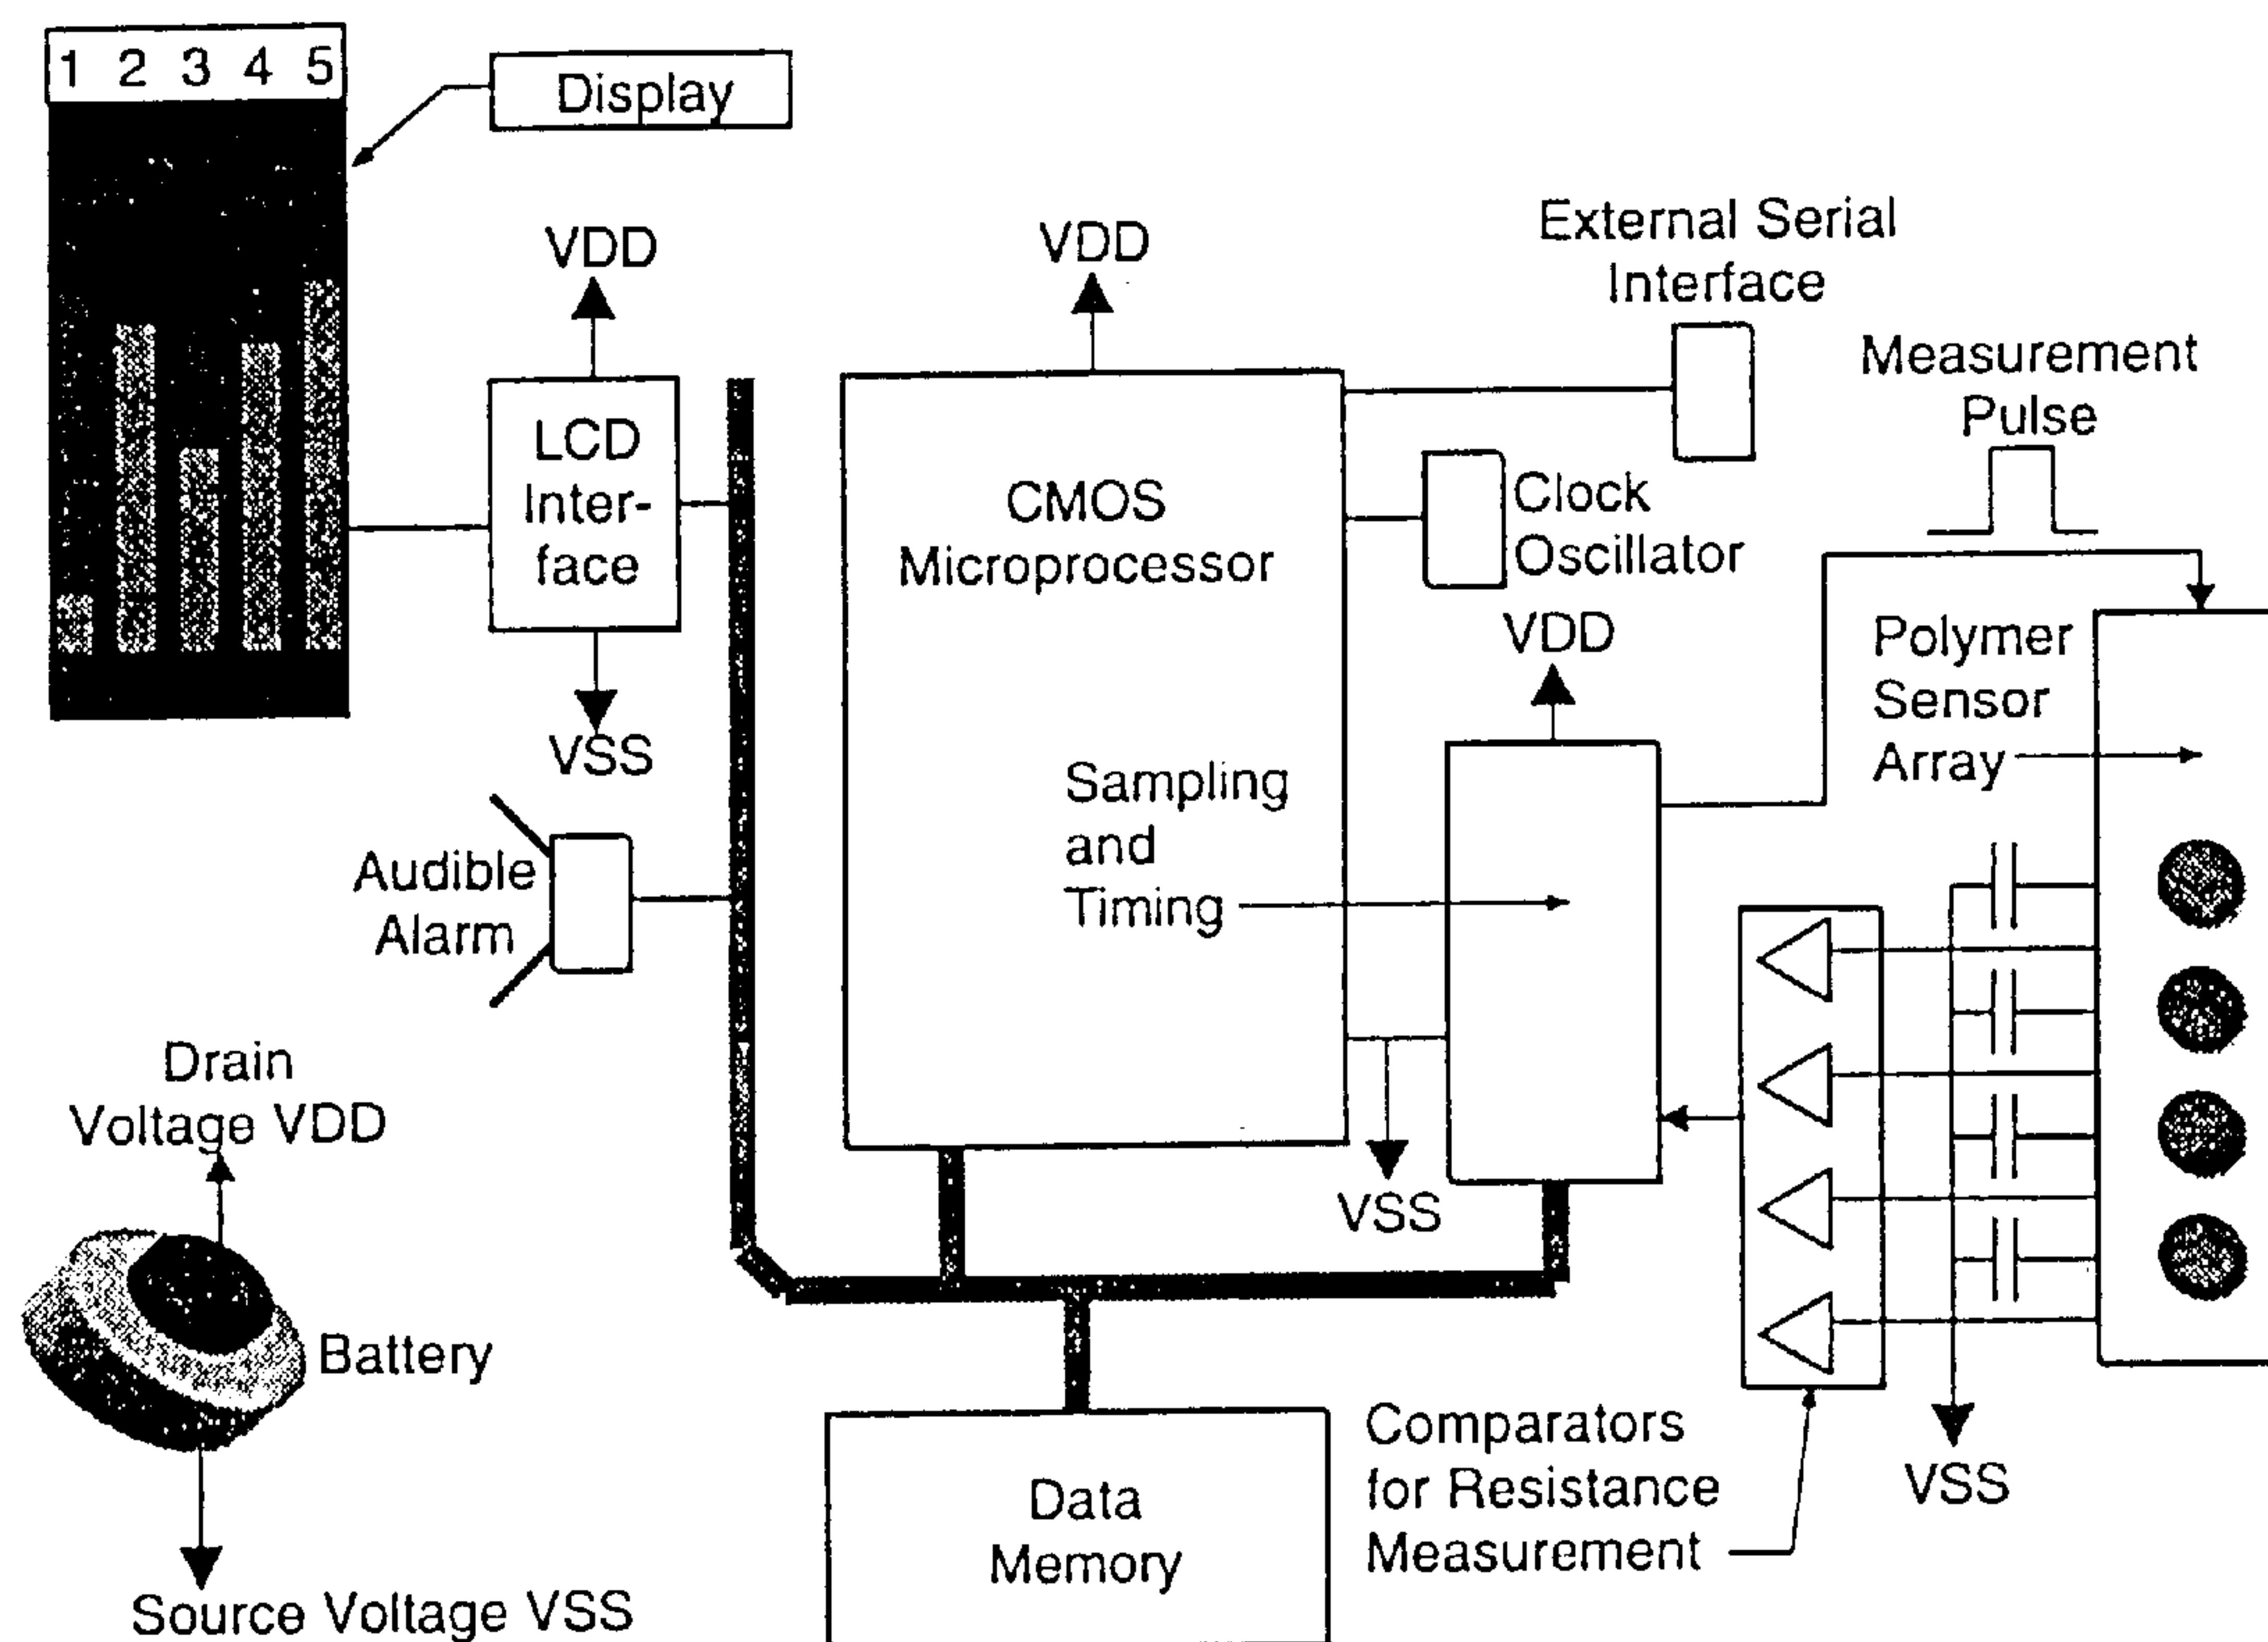 1 2 3 4 5
Display
VDD
LCD
Inter-
face
VSS
VDD
CMOS
Microprocessor
External Serial
Interface
Clock
Oscillator
Measurement
Pulse
VDD
Polymer
Sensor
Array
Sampling
and
Timing
Audible
Alarm
VSS
Drain
Voltage VDD
Battery
Source Voltage VSS
Data
Memory
Comparators
for Resistance
Measurement
VSS